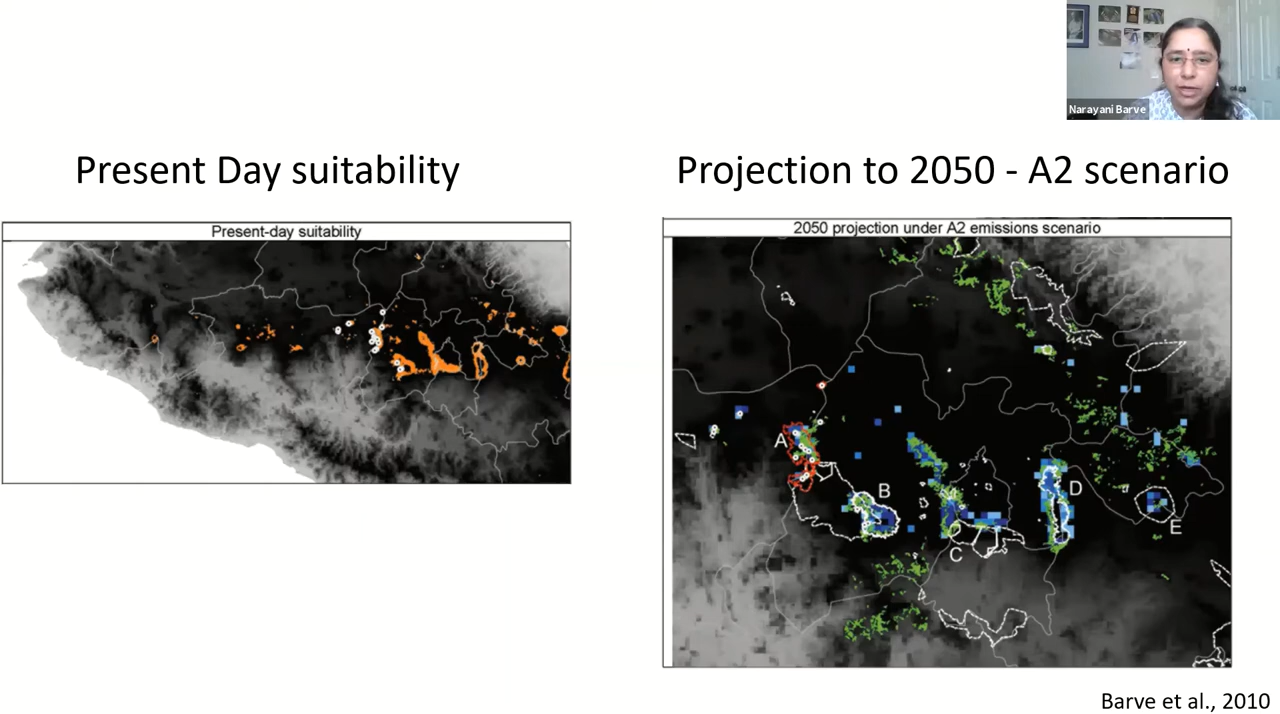 Narayani Barve
Present Day suitability
Projection to 2050 - A2 scenario
Present-day suitability
2050 projection under A2 emissions scenario
A
B
C
D
E
Barve et al., 2010